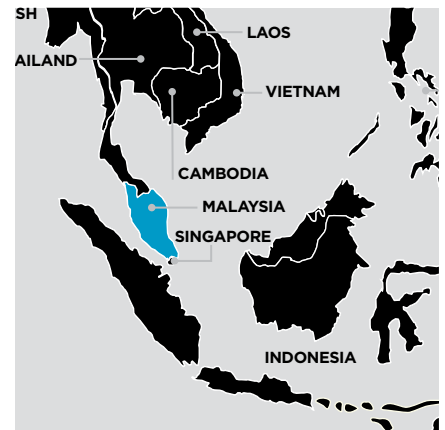 SH
LAOS
AILAND
VIETNAM
CAMBODIA
MALAYSIA
SINGAPORE
INDONESIA